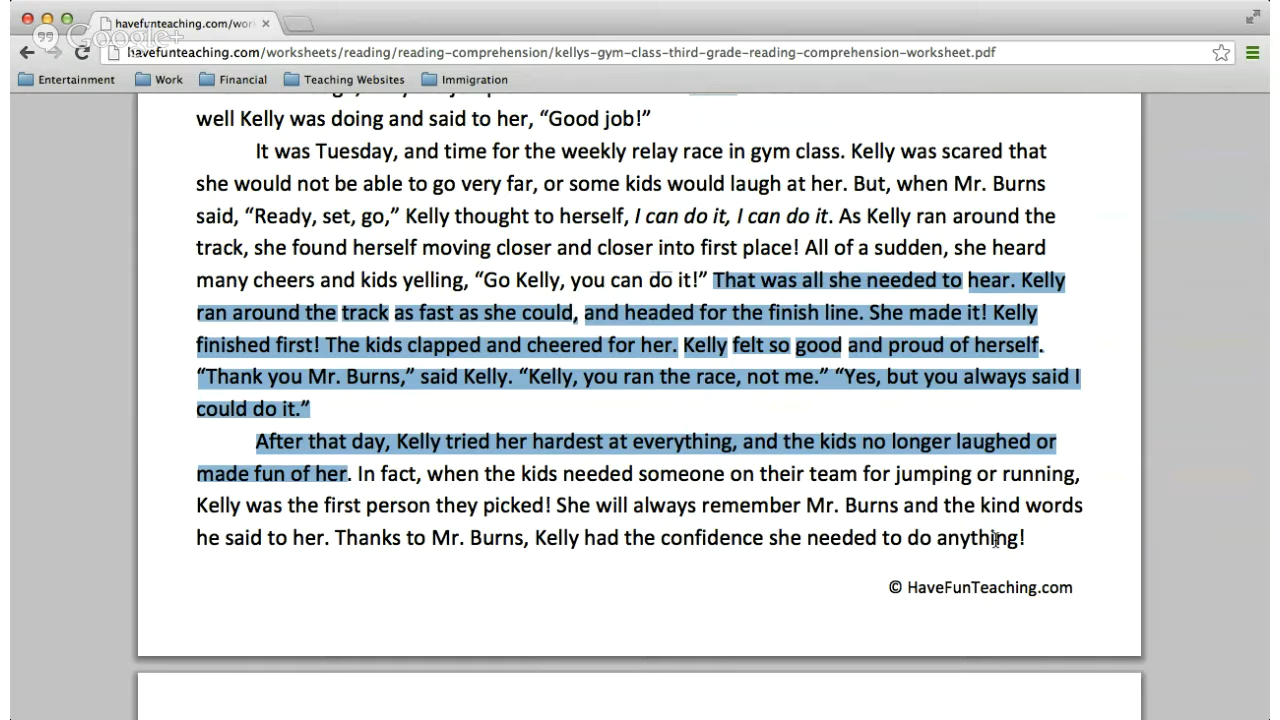 havefunteaching.com/wor
Google+
havefunteaching.com/worksheets/reading/reading-comprehension/kellys-gym-class-third-grade-reading-comprehension-worksheet.pdf
Entertainment Work Financial Teaching Websites Immigration
well Kelly was doing and said to her, “Good job!”
It was Tuesday, and time for the weekly relay race in gym class. Kelly was scared that
she would not be able to go very far, or some kids would laugh at her. But, when Mr. Burns
said, “Ready, set, go,” Kelly thought to herself, I can do it, I can do it. As Kelly ran around the
track, she found herself moving closer and closer into first place! All of a sudden, she heard
many cheers and kids yelling, “Go Kelly, you can do it!” That was all she needed to hear. Kelly
ran around the track as fast as she could, and headed for the finish line. She made it! Kelly
finished first! The kids clapped and cheered for her. Kelly felt so good and proud of herself.
“Thank you Mr. Burns,” said Kelly. “Kelly, you ran the race, not me.” “Yes, but you always said I
could do it.”
After that day, Kelly tried her hardest at everything, and the kids no longer laughed or
made fun of her. In fact, when the kids needed someone on their team for jumping or running,
Kelly was the first person they picked! She will always remember Mr. Burns and the kind words
he said to her. Thanks to Mr. Burns, Kelly had the confidence she needed to do anything!
© HaveFunTeaching.com